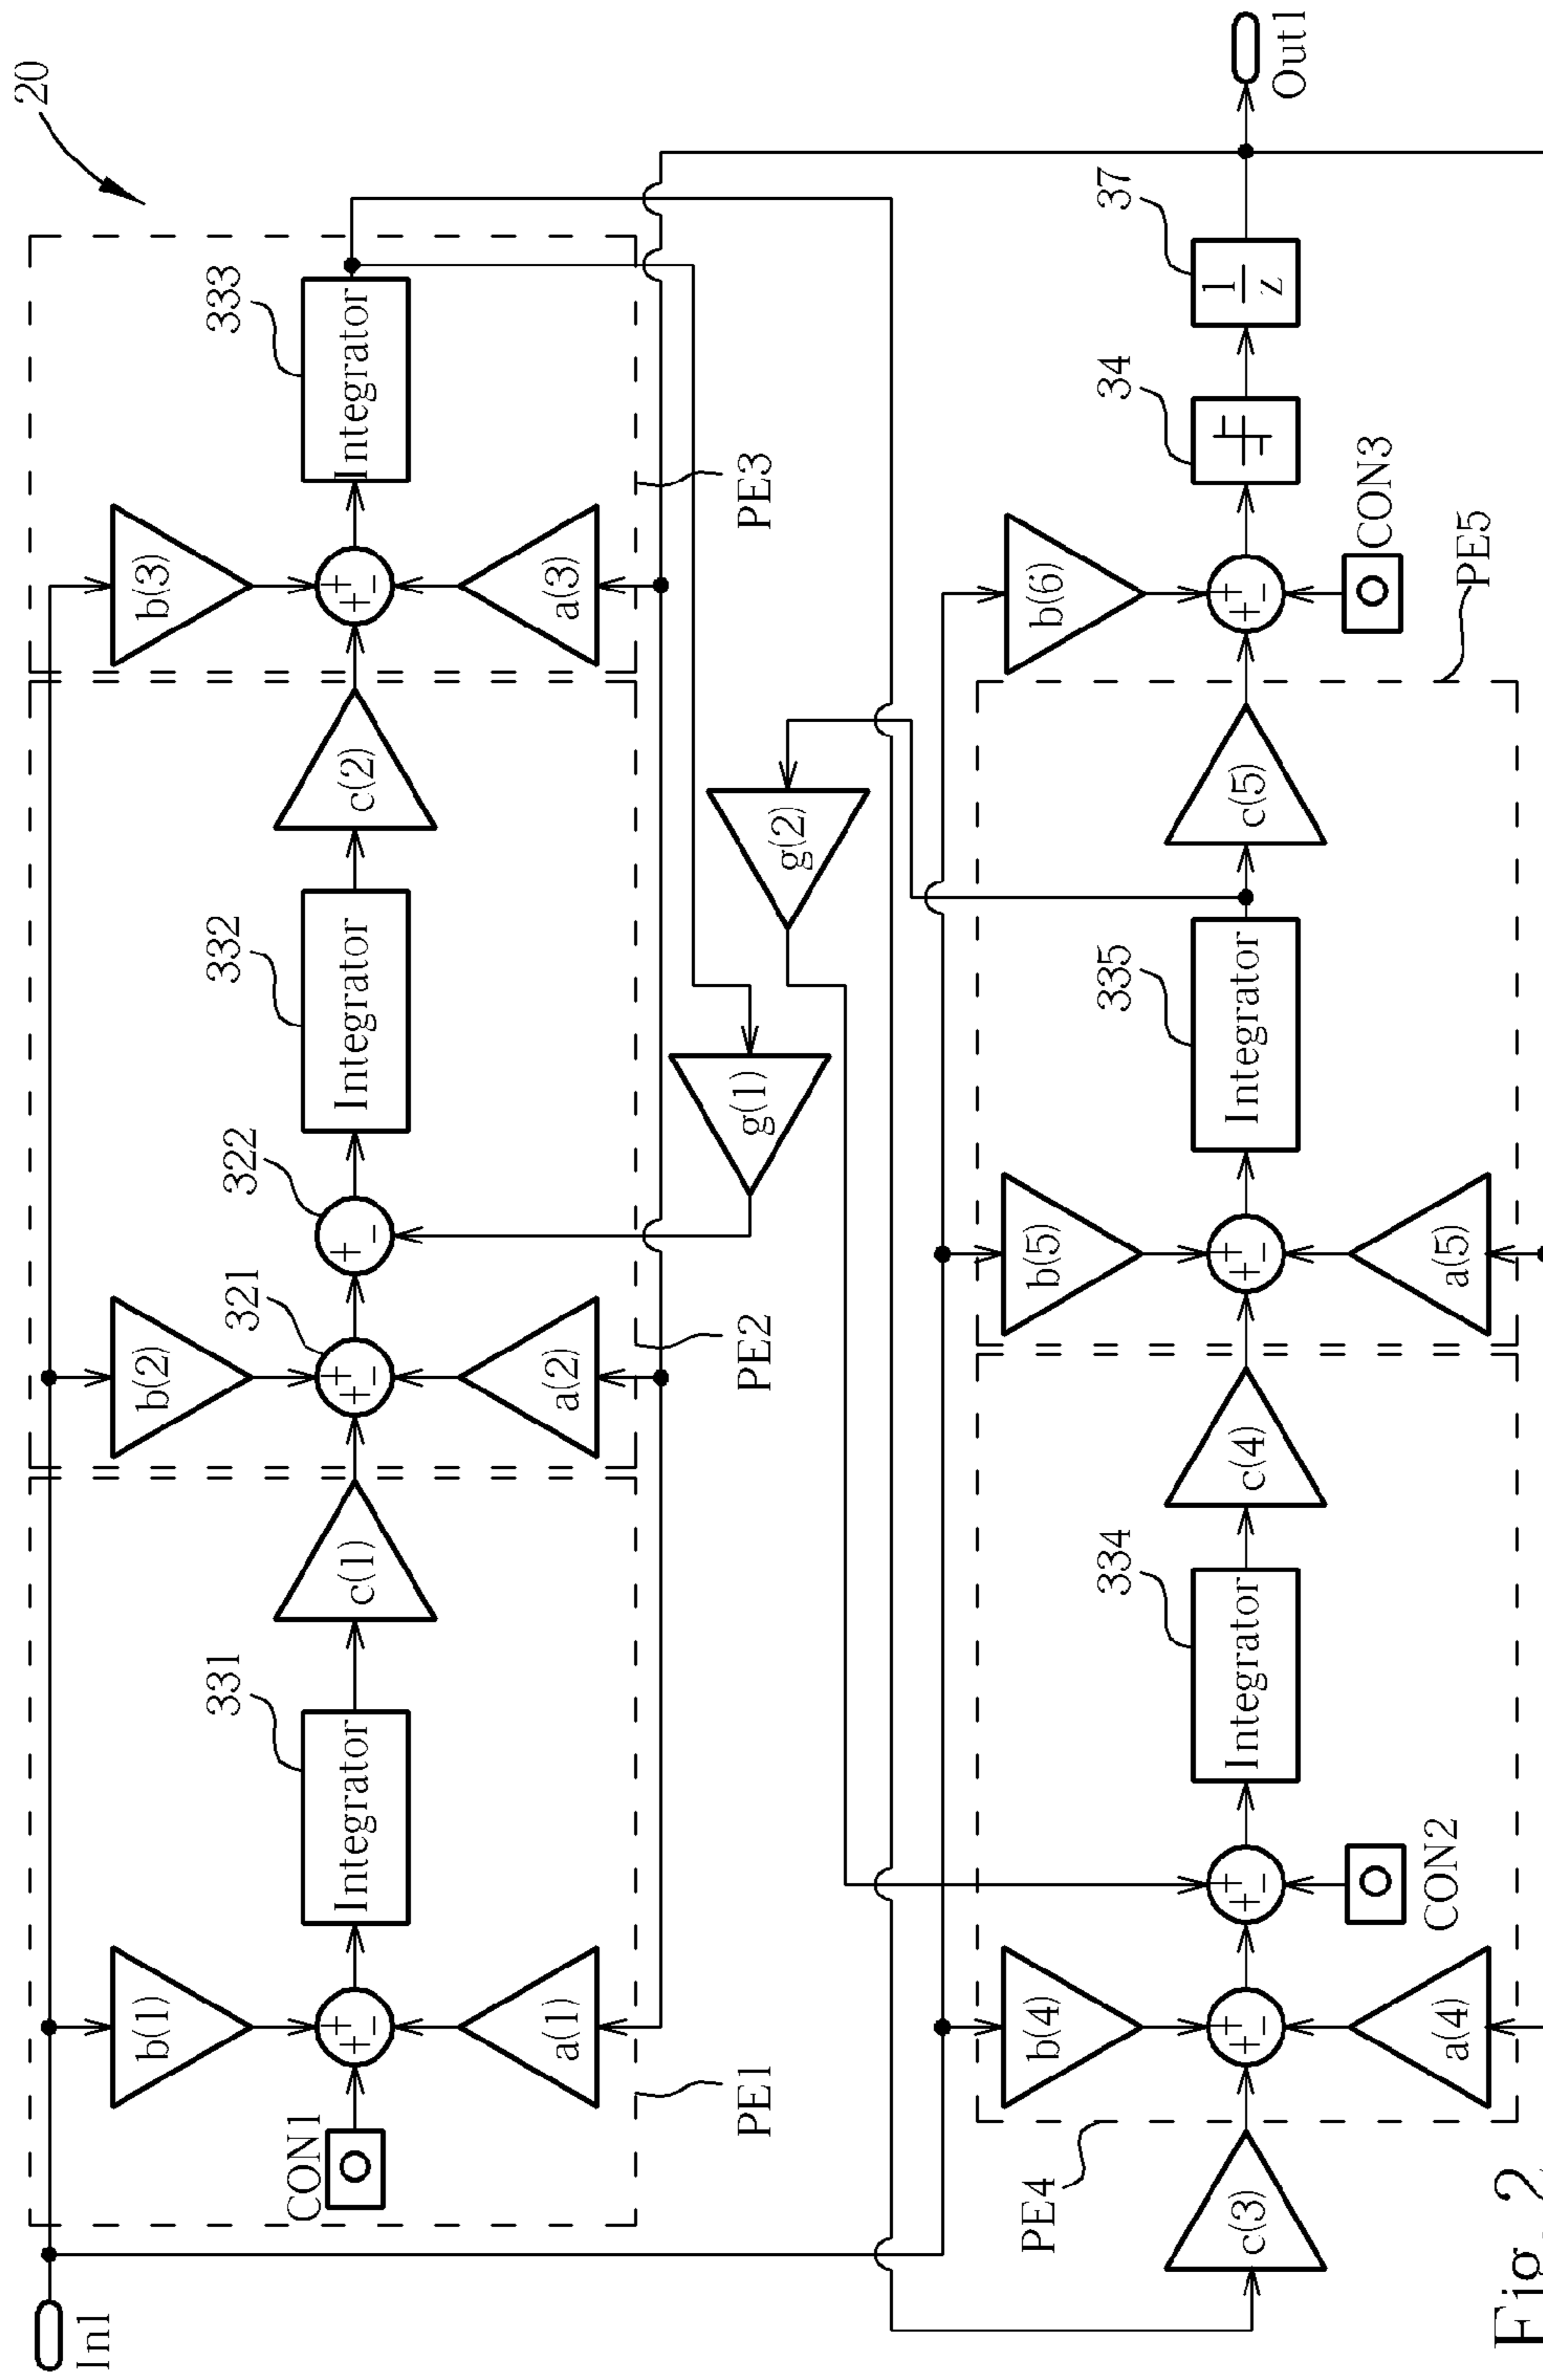 20
In1
CON1
b(1)
a(1)
+
+
−
331
Integrator
c(1)
PE1
b(2)
a(2)
321
+
+
−
322
+
−
332
Integrator
c(2)
PE2
b(3)
a(3)
+
+
−
333
Integrator
PE3
g(1)
g(2)
c(3)
PE4
b(4)
a(4)
+
+
−
+
+
−
CON2
334
Integrator
c(4)
b(5)
a(5)
+
+
−
335
Integrator
c(5)
PE5
b(6)
+
+
−
CON3
34
37
1
z
Out1
Fig. 2